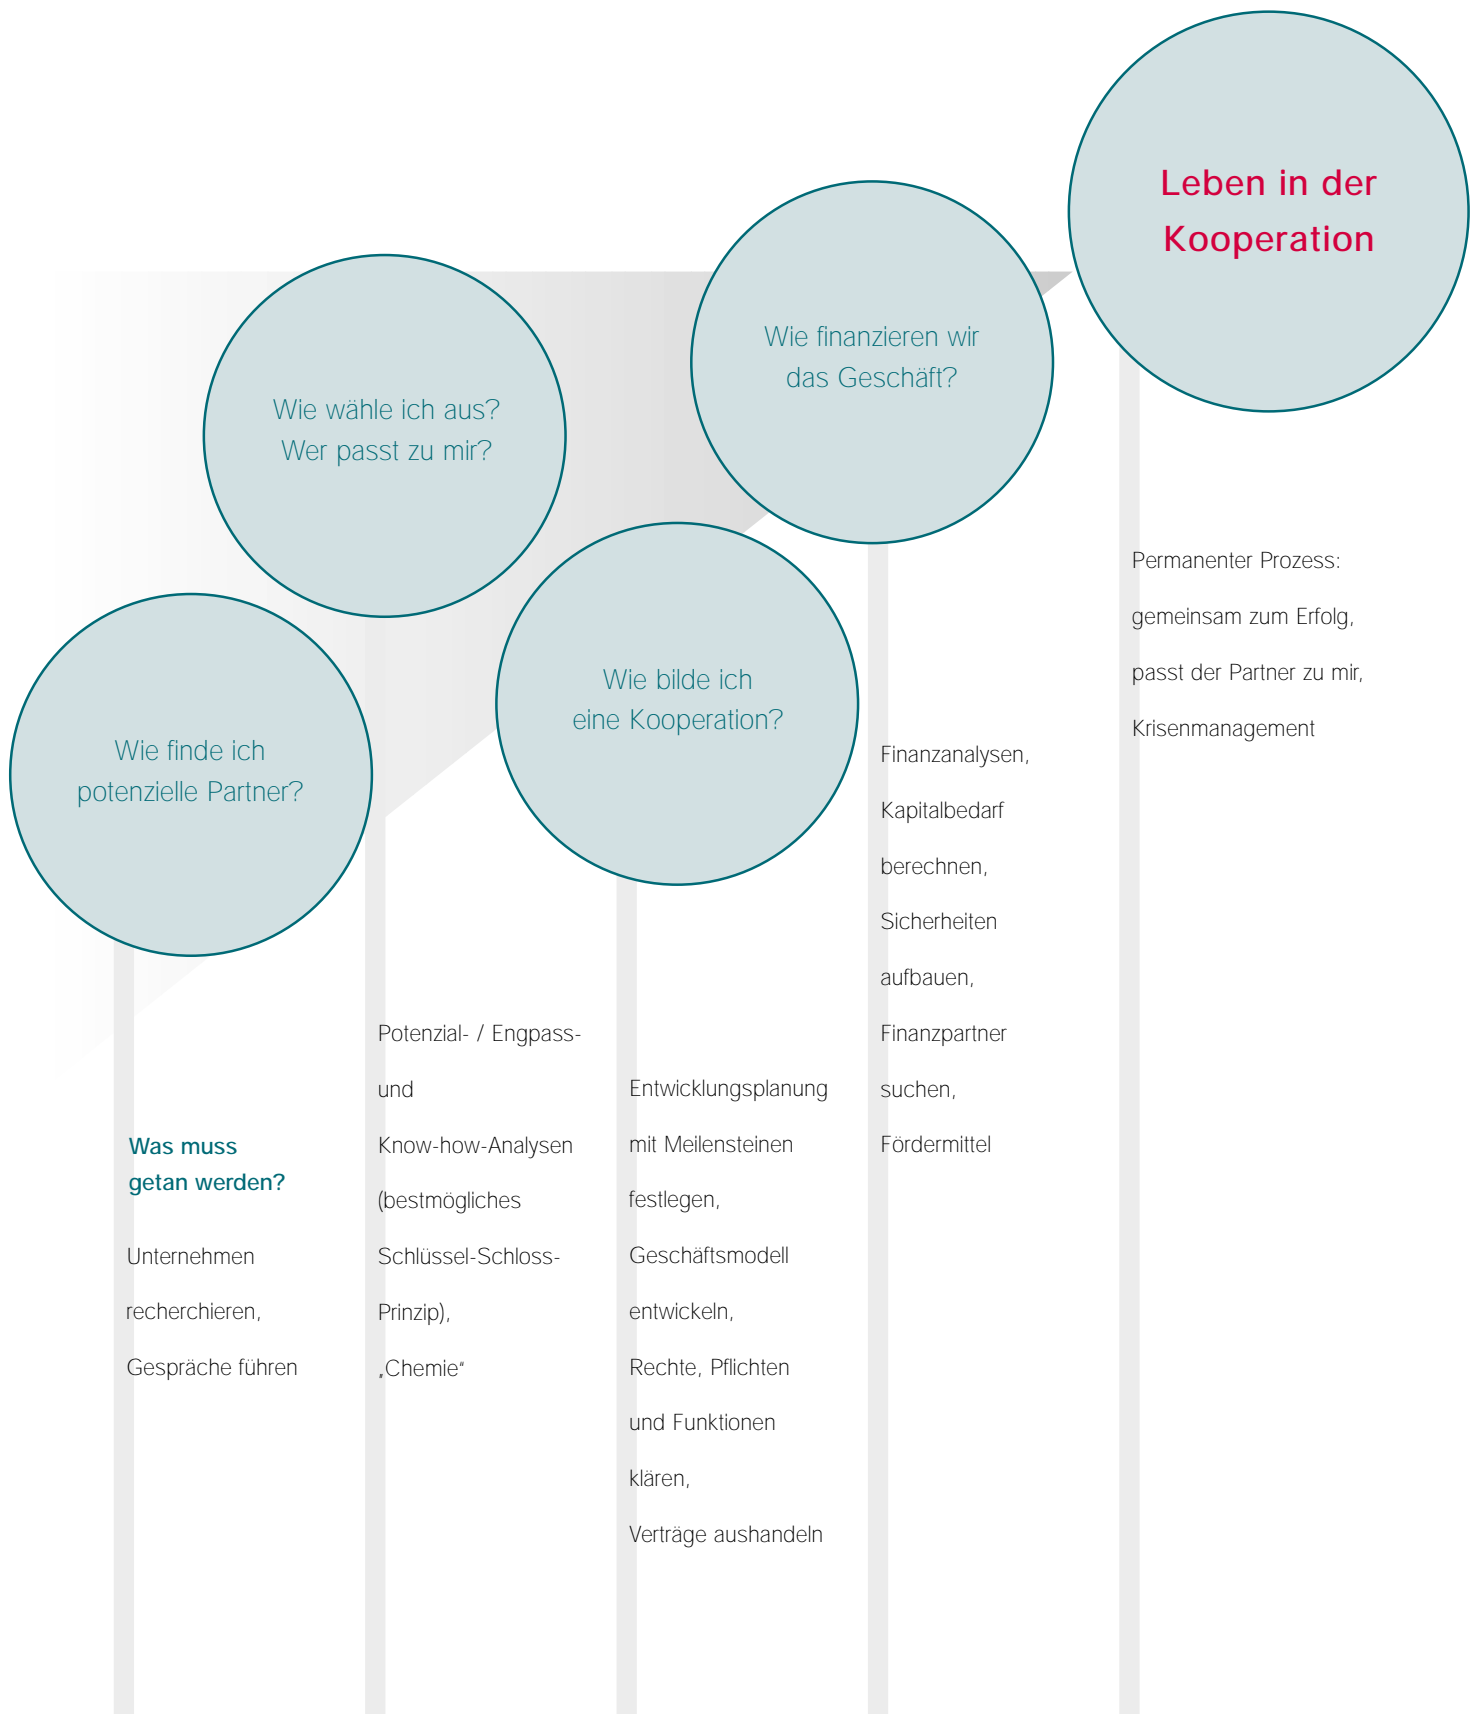 Leben in der
Kooperation
Wie finanzieren wir
das Geschäft?
Wie wähle ich aus?
Wer passt zu mir?
Wie bilde ich
eine Kooperation?
Wie finde ich
potenzielle Partner?
Was muss
getan werden?
Unternehmen
recherchieren,
Gespräche führen
Potenzial- / Engpass-
und
Know-how-Analysen
(bestmögliches
Schlüssel-Schloss-
Prinzip),
„Chemie“
Entwicklungsplanung
mit Meilensteinen
festlegen,
Geschäftsmodell
entwickeln,
Rechte, Pflichten
und Funktionen
klären,
Verträge aushandeln
Finanzanalysen,
Kapitalbedarf
berechnen,
Sicherheiten
aufbauen,
Finanzpartner
suchen,
Fördermittel
Permanenter Prozess:
gemeinsam zum Erfolg,
passt der Partner zu mir,
Krisenmanagement